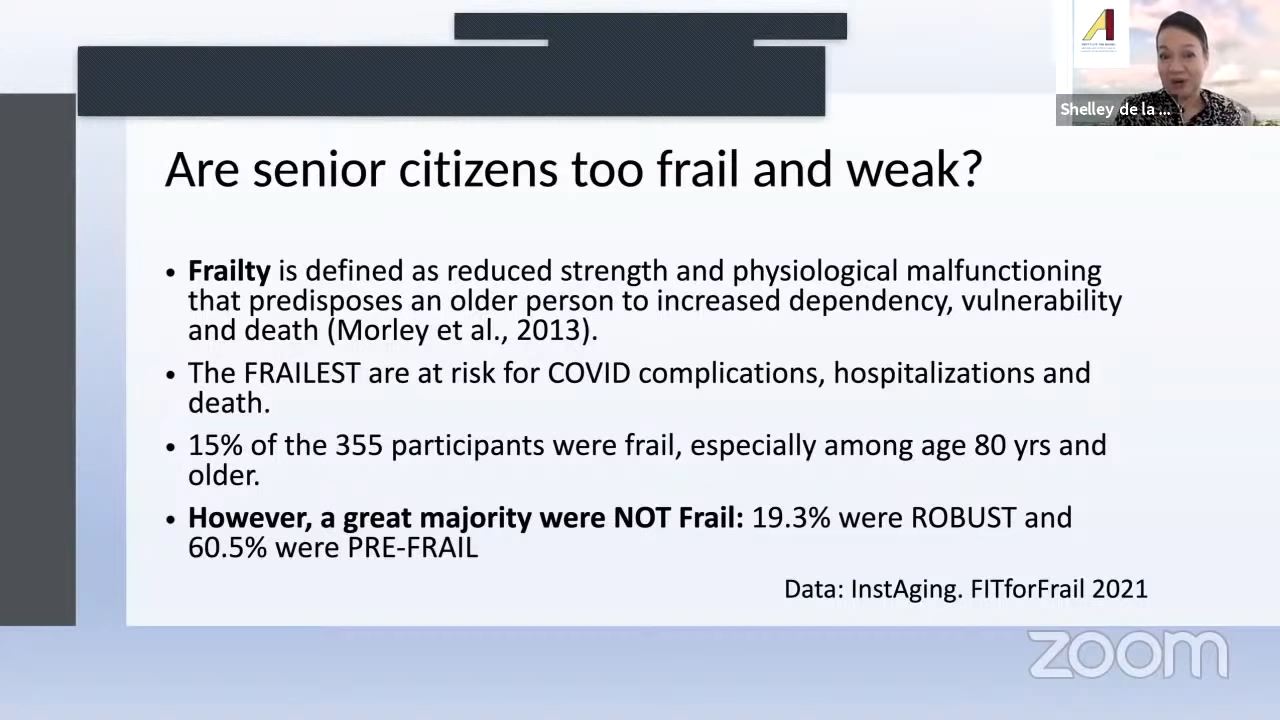 Shelley de la ...
Are senior citizens too frail and weak?
• Frailty is defined as reduced strength and physiological malfunctioning
that predisposes an older person to increased dependency, vulnerability
and death (Morley et al., 2013).
• The FRAILEST are at risk for COVID complications, hospitalizations and
death.
• 15% of the 355 participants were frail, especially among age 80 yrs and
older.
• However, a great majority were NOT Frail: 19.3% were ROBUST and
60.5% were PRE-FRAIL
Data: InstAging. FITforFrail 2021
zoom